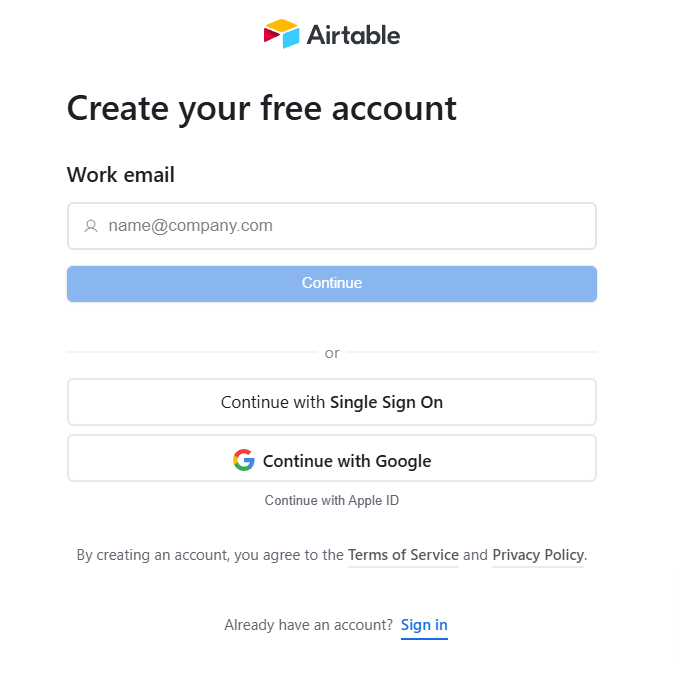 Airtable
Create your free account
Work email
name@company.com
Continue
or
Continue with Single Sign On
Continue with Google
Continue with Apple ID
By creating an account, you agree to the Terms of Service and Privacy Policy.
Already have an account? Sign in